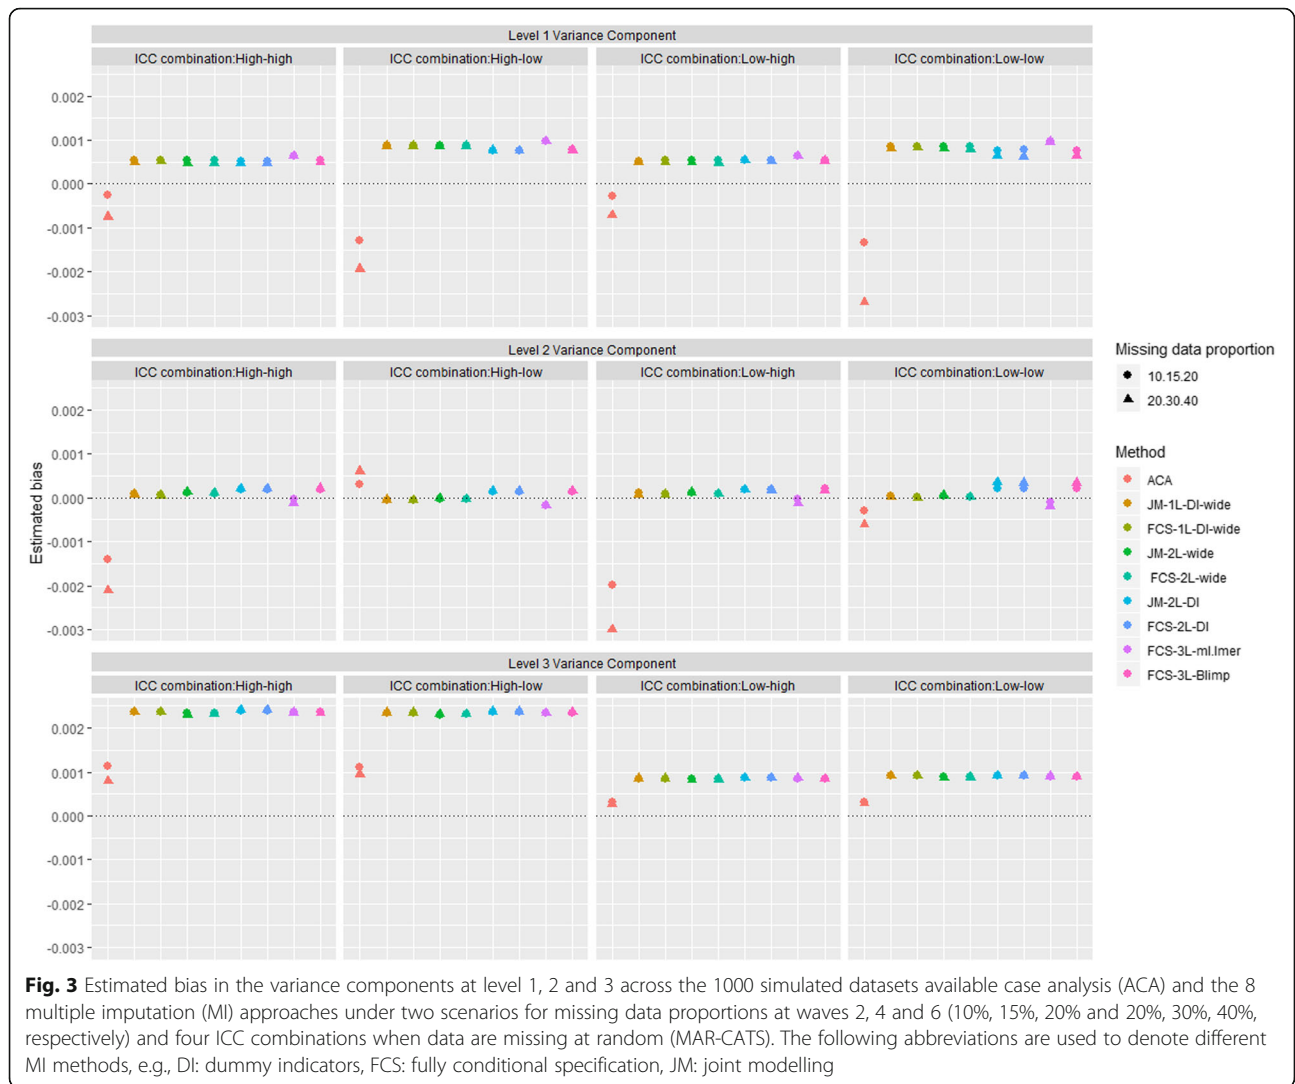 Level 1 Variance Component
ICC combination:High-high
ICC combination:High-low
ICC combination:Low-high
ICC combination:Low-low
0.002
0.001
0.000
-0.001
-0.002
-0.003
Level 2 Variance Component
ICC combination:High-high
ICC combination:High-low
ICC combination:Low-high
ICC combination:Low-low
0.002
0.001
0.000
-0.001
-0.002
-0.003
Estimated bias
Level 3 Variance Component
ICC combination:High-high
ICC combination:High-low
ICC combination:Low-high
ICC combination:Low-low
0.002
0.001
0.000
-0.001
-0.002
-0.003
Missing data proportion
10.15.20
20.30.40
Method
ACA
JM-1L-DI-wide
FCS-1L-DI-wide
JM-2L-wide
FCS-2L-wide
JM-2L-DI
FCS-2L-DI
FCS-3L-ml.lmer
FCS-3L-Blimp
Fig. 3 Estimated bias in the variance components at level 1, 2 and 3 across the 1000 simulated datasets available case analysis (ACA) and the 8
multiple imputation (MI) approaches under two scenarios for missing data proportions at waves 2, 4 and 6 (10%, 15%, 20% and 20%, 30%, 40%,
respectively) and four ICC combinations when data are missing at random (MAR-CATS). The following abbreviations are used to denote different
MI methods, e.g., DI: dummy indicators, FCS: fully conditional specification, JM: joint modelling